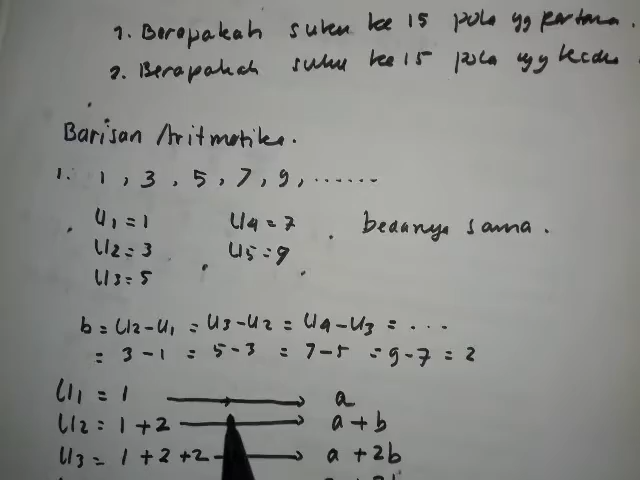 1. Berapakah suku ke 15 pola yg pertama.
2. Berapakah suku ke 15 pola yg kedua.
Barisan Aritmatika.
1. 1, 3, 5, 7, 9, ......
U1 = 1 U4 = 7 bedanya sama.
U2 = 3 U5 = 9
U3 = 5
b = U2 - U1 = U3 - U2 = U4 - U3 = ...
= 3 - 1 = 5 - 3 = 7 - 5 = 9 - 7 = 2
U1 = 1 → a
U2 = 1 + 2 → a + b
U3 = 1 + 2 + 2 → a + 2b